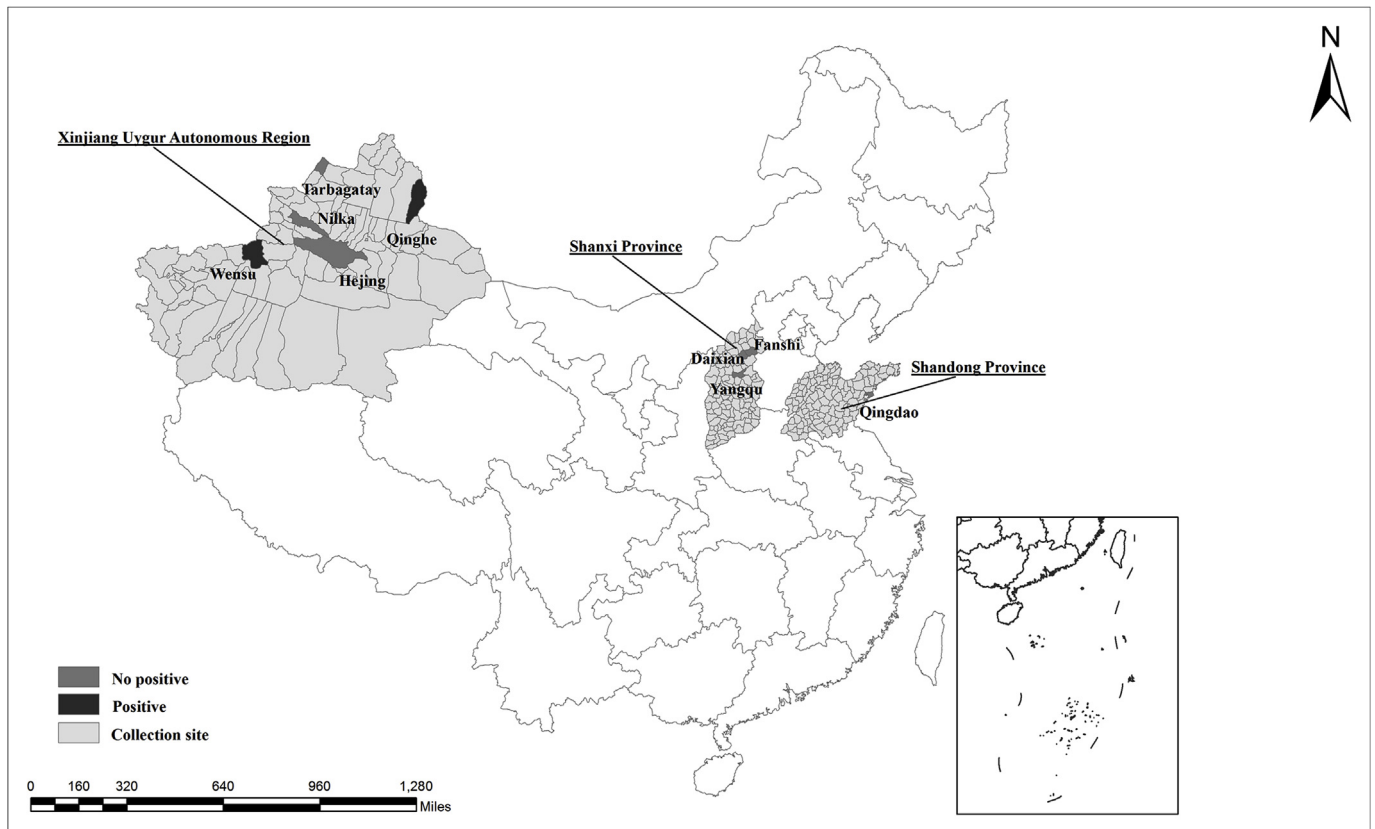 N
Xinjiang Uygur Autonomous Region
Tarbagatay
Nilka
Qinghe
Wensu
Hejing
Shanxi Province
Fanshi
Daixian
Yangqu
Shandong Province
Qingdao
No positive
Positive
Collection site
0 160 320 640 960 1,280
Miles